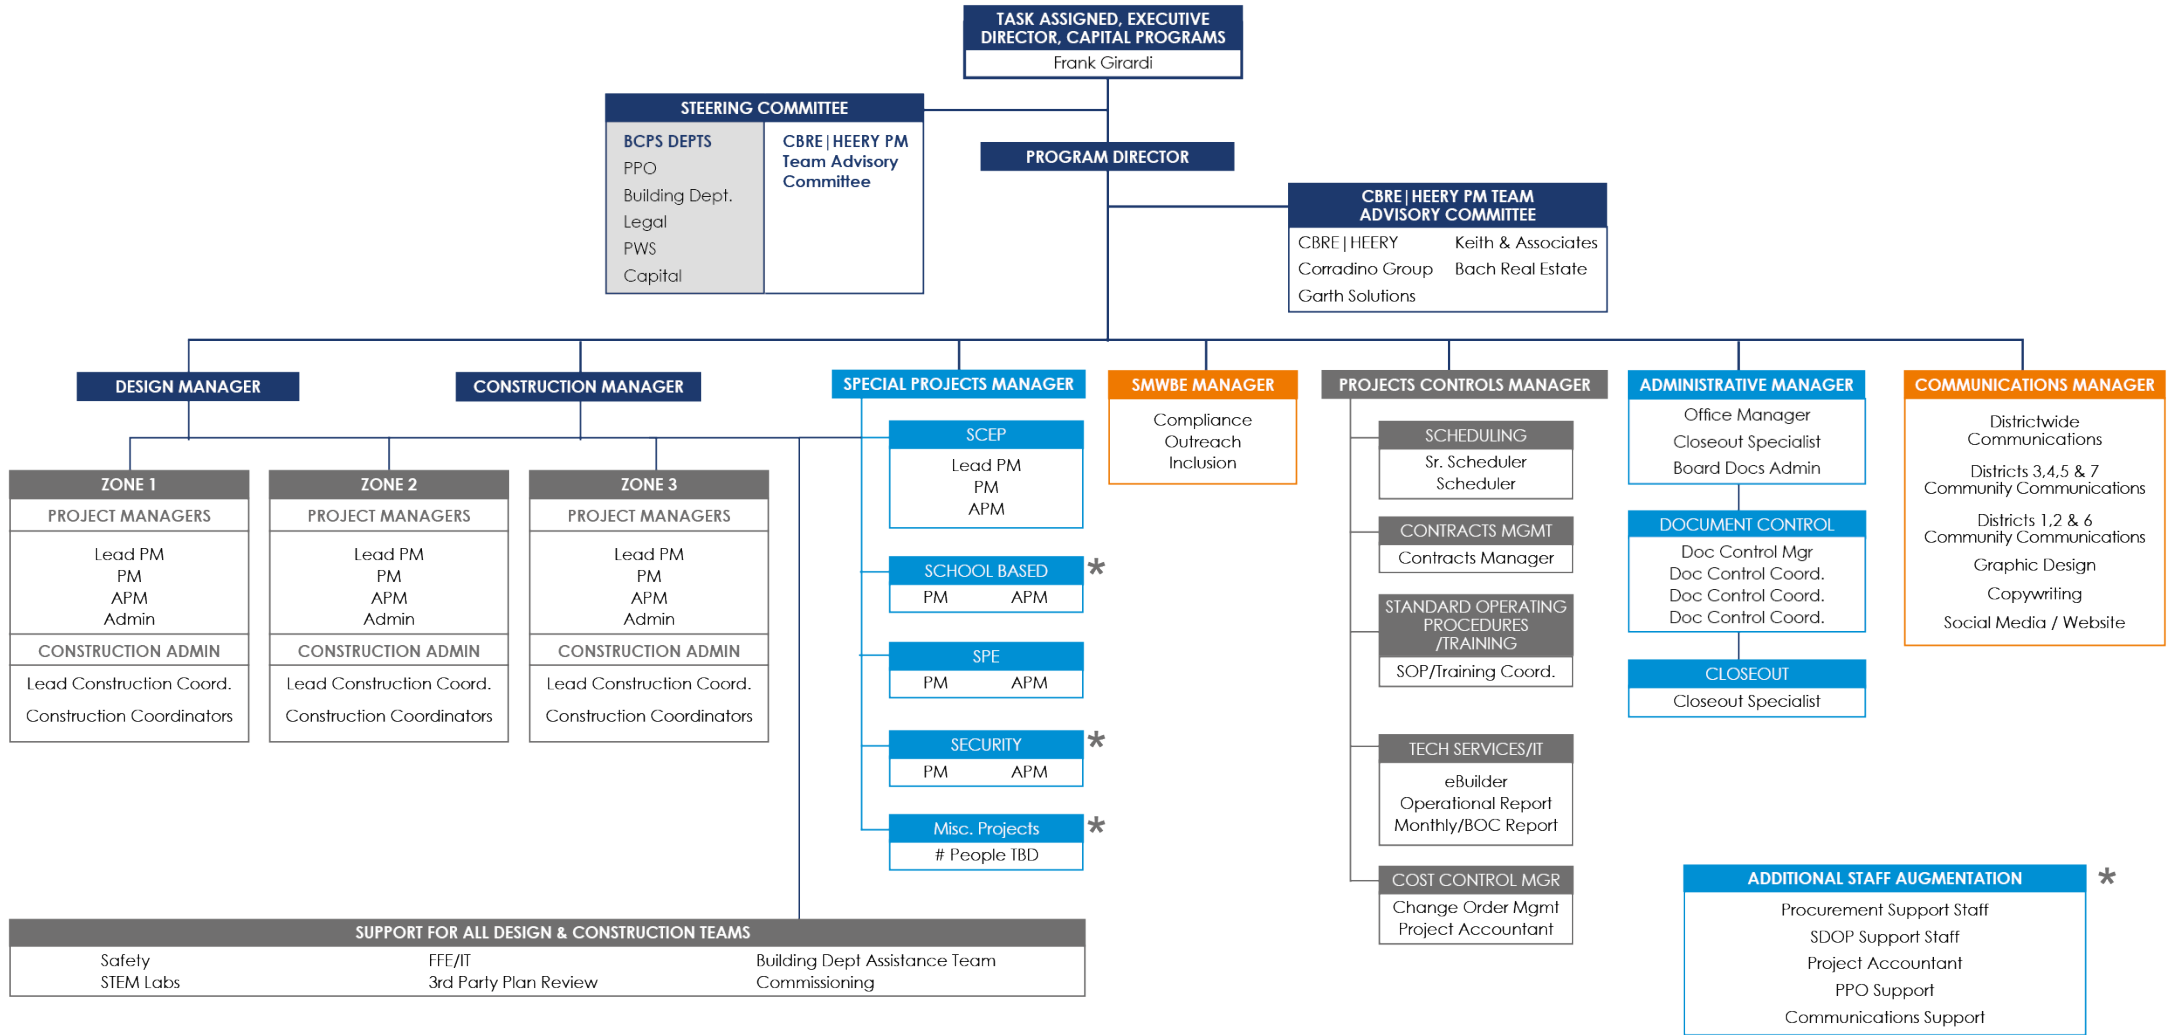 TASK ASSIGNED, EXECUTIVE
DIRECTOR, CAPITAL PROGRAMS
Frank Girardi
STEERING COMMITTEE
BCPS DEPTS
PPO
Building Dept.
Legal
PWS
Capital
CBRE|HEERY PM
Team Advisory
Committee
PROGRAM DIRECTOR
CBRE|HEERY PM TEAM
ADVISORY COMMITTEE
CBRE|HEERY
Corradino Group
Garth Solutions
Keith & Associates
Bach Real Estate
DESIGN MANAGER
CONSTRUCTION MANAGER
ZONE 1
PROJECT MANAGERS
Lead PM
PM
APM
Admin
CONSTRUCTION ADMIN
Lead Construction Coord.
Construction Coordinators
ZONE 2
PROJECT MANAGERS
Lead PM
PM
APM
Admin
CONSTRUCTION ADMIN
Lead Construction Coord.
Construction Coordinators
ZONE 3
PROJECT MANAGERS
Lead PM
PM
APM
Admin
CONSTRUCTION ADMIN
Lead Construction Coord.
Construction Coordinators
SPECIAL PROJECTS MANAGER
SCEP
Lead PM
PM
APM
SCHOOL BASED *
PM APM
SPE
PM APM
SECURITY *
PM APM
Misc. Projects *
# People TBD
SMWBE MANAGER
Compliance
Outreach
Inclusion
PROJECTS CONTROLS MANAGER
SCHEDULING
Sr. Scheduler
Scheduler
CONTRACTS MGMT
Contracts Manager
STANDARD OPERATING
PROCEDURES
/TRAINING
SOP/Training Coord.
TECH SERVICES/IT
eBuilder
Operational Report
Monthly/BOC Report
COST CONTROL MGR
Change Order Mgmt
Project Accountant
ADMINISTRATIVE MANAGER
Office Manager
Closeout Specialist
Board Docs Admin
DOCUMENT CONTROL
Doc Control Mgr
Doc Control Coord.
Doc Control Coord.
Doc Control Coord.
CLOSEOUT
Closeout Specialist
COMMUNICATIONS MANAGER
Districtwide
Communications
Districts 3,4,5 & 7
Community Communications
Districts 1,2 & 6
Community Communications
Graphic Design
Copywriting
Social Media / Website
SUPPORT FOR ALL DESIGN & CONSTRUCTION TEAMS
Safety FFE/IT Building Dept Assistance Team
STEM Labs 3rd Party Plan Review Commissioning
ADDITIONAL STAFF AUGMENTATION *
Procurement Support Staff
SDOP Support Staff
Project Accountant
PPO Support
Communications Support